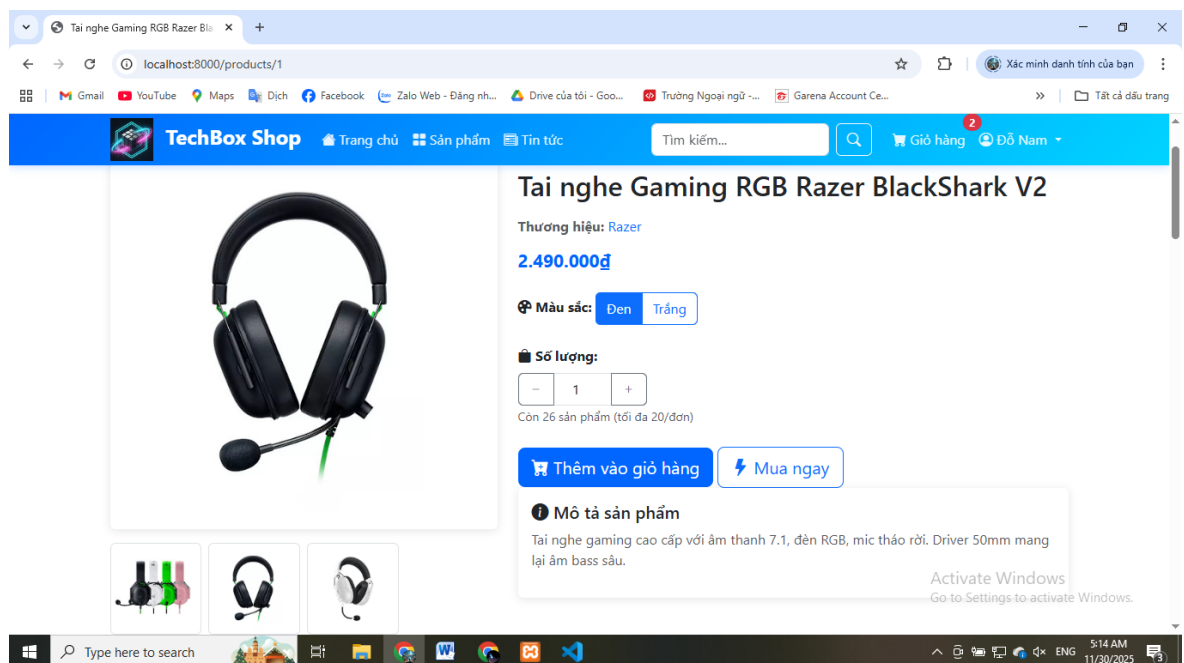 Tai nghe Gaming RGB Razer Bla
localhost:8000/products/1
Xác minh danh tính của bạn
Gmail YouTube Maps Dịch Facebook Zalo Web - Đăng nh... Drive của tôi - Goo... Trường Ngoại ngữ -... Garena Account Ce... » Tất cả dấu trang
TechBox Shop Trang chủ Sản phẩm Tin tức Tìm kiếm... Giỏ hàng 2 Đỗ Nam
Tai nghe Gaming RGB Razer BlackShark V2
Thương hiệu: Razer
2.490.000₫
Màu sắc: Đen Trắng
Số lượng:
− 1 +
Còn 26 sản phẩm (tối đa 20/đơn)
Thêm vào giỏ hàng Mua ngay
Mô tả sản phẩm
Tai nghe gaming cao cấp với âm thanh 7.1, đèn RGB, mic tháo rời. Driver 50mm mang
lại âm bass sâu.
Activate Windows
Go to Settings to activate Windows.
Type here to search
ENG
5:14 AM
11/30/2025
3